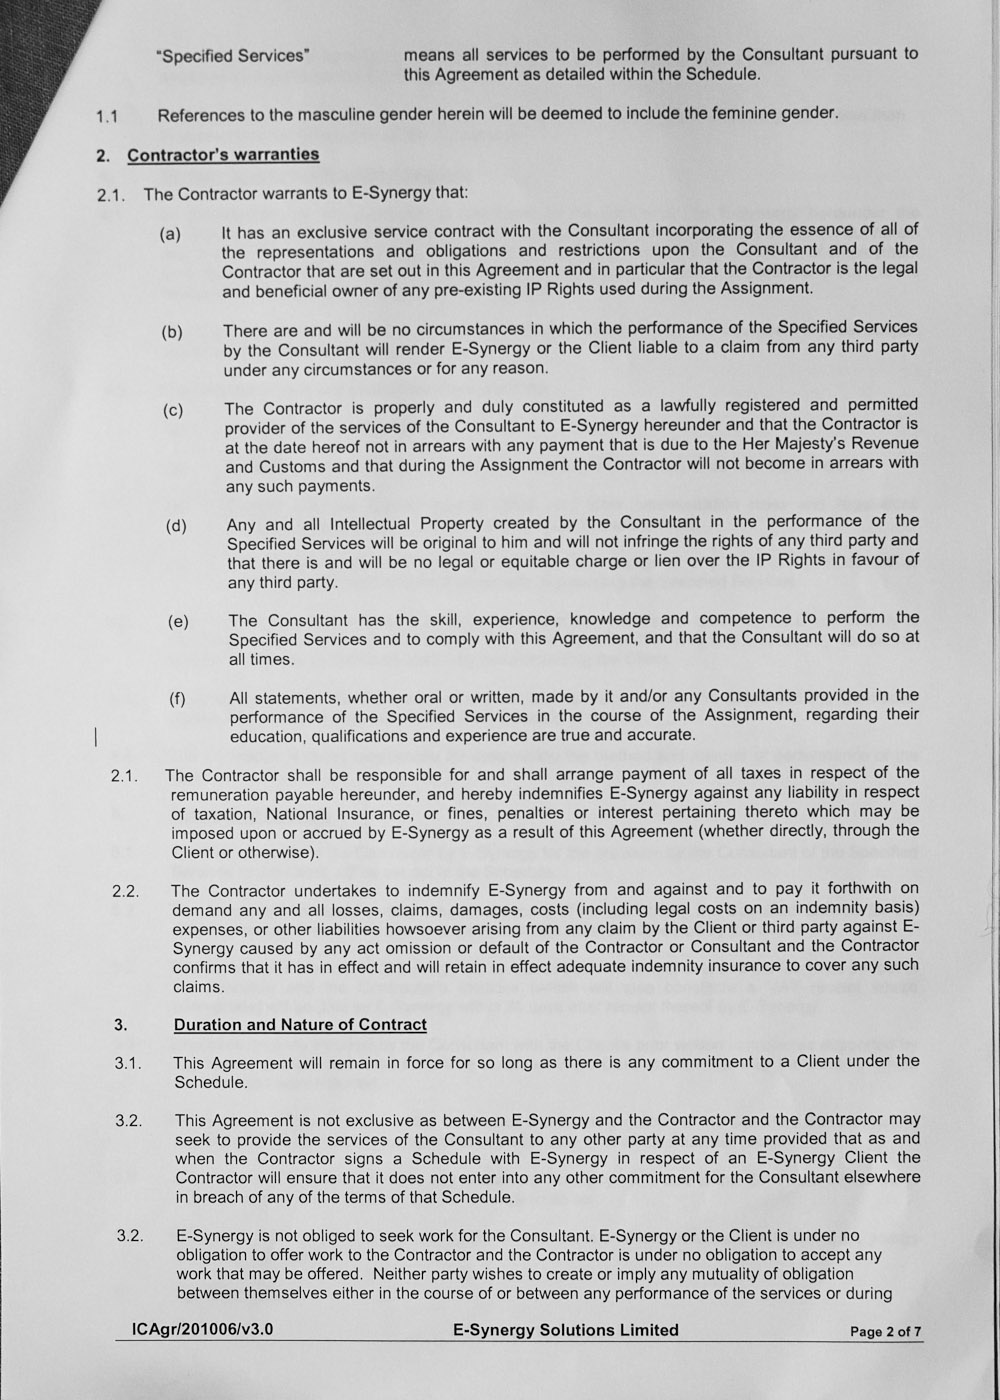 "Specified Services" means all services to be performed by the Consultant pursuant to
this Agreement as detailed within the Schedule.
1.1 References to the masculine gender herein will be deemed to include the feminine gender.
2. Contractor's warranties
2.1. The Contractor warrants to E-Synergy that:
(a) It has an exclusive service contract with the Consultant incorporating the essence of all of
the representations and obligations and restrictions upon the Consultant and of the
Contractor that are set out in this Agreement and in particular that the Contractor is the legal
and beneficial owner of any pre-existing IP Rights used during the Assignment.
(b) There are and will be no circumstances in which the performance of the Specified Services
by the Consultant will render E-Synergy or the Client liable to a claim from any third party
under any circumstances or for any reason.
(c) The Contractor is properly and duly constituted as a lawfully registered and permitted
provider of the services of the Consultant to E-Synergy hereunder and that the Contractor is
at the date hereof not in arrears with any payment that is due to the Her Majesty's Revenue
and Customs and that during the Assignment the Contractor will not become in arrears with
any such payments.
(d) Any and all Intellectual Property created by the Consultant in the performance of the
Specified Services will be original to him and will not infringe the rights of any third party and
that there is and will be no legal or equitable charge or lien over the IP Rights in favour of
any third party.
(e) The Consultant has the skill, experience, knowledge and competence to perform the
Specified Services and to comply with this Agreement, and that the Consultant will do so at
all times.
(f) All statements, whether oral or written, made by it and/or any Consultants provided in the
performance of the Specified Services in the course of the Assignment, regarding their
education, qualifications and experience are true and accurate.
2.1. The Contractor shall be responsible for and shall arrange payment of all taxes in respect of the
remuneration payable hereunder, and hereby indemnifies E-Synergy against any liability in respect
of taxation, National Insurance, or fines, penalties or interest pertaining thereto which may be
imposed upon or accrued by E-Synergy as a result of this Agreement (whether directly, through the
Client or otherwise).
2.2. The Contractor undertakes to indemnify E-Synergy from and against and to pay it forthwith on
demand any and all losses, claims, damages, costs (including legal costs on an indemnity basis)
expenses, or other liabilities howsoever arising from any claim by the Client or third party against E-
Synergy caused by any act omission or default of the Contractor or Consultant and the Contractor
confirms that it has in effect and will retain in effect adequate indemnity insurance to cover any such
claims.
3. Duration and Nature of Contract
3.1. This Agreement will remain in force for so long as there is any commitment to a Client under the
Schedule.
3.2. This Agreement is not exclusive as between E-Synergy and the Contractor and the Contractor may
seek to provide the services of the Consultant to any other party at any time provided that as and
when the Contractor signs a Schedule with E-Synergy in respect of an E-Synergy Client the
Contractor will ensure that it does not enter into any other commitment for the Consultant elsewhere
in breach of any of the terms of that Schedule.
3.2. E-Synergy is not obliged to seek work for the Consultant. E-Synergy or the Client is under no
obligation to offer work to the Contractor and the Contractor is under no obligation to accept any
work that may be offered. Neither party wishes to create or imply any mutuality of obligation
between themselves either in the course of or between any performance of the services or during
ICAgr/201006/v3.0 E-Synergy Solutions Limited Page 2 of 7